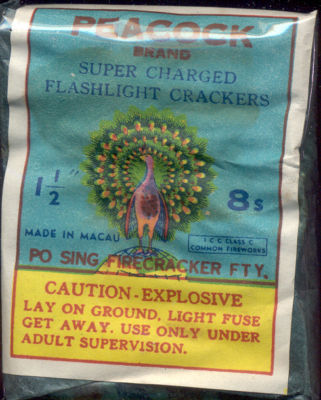 PEACOCK
BRAND
SUPER CHARGED
FLASHLIGHT CRACKERS
1 1/2" 8s
MADE IN MACAU
I C C CLASS C
COMMON FIREWORKS
PO SING FIRECRACKER FTY.
CAUTION-EXPLOSIVE
LAY ON GROUND, LIGHT FUSE
GET AWAY. USE ONLY UNDER
ADULT SUPERVISION.